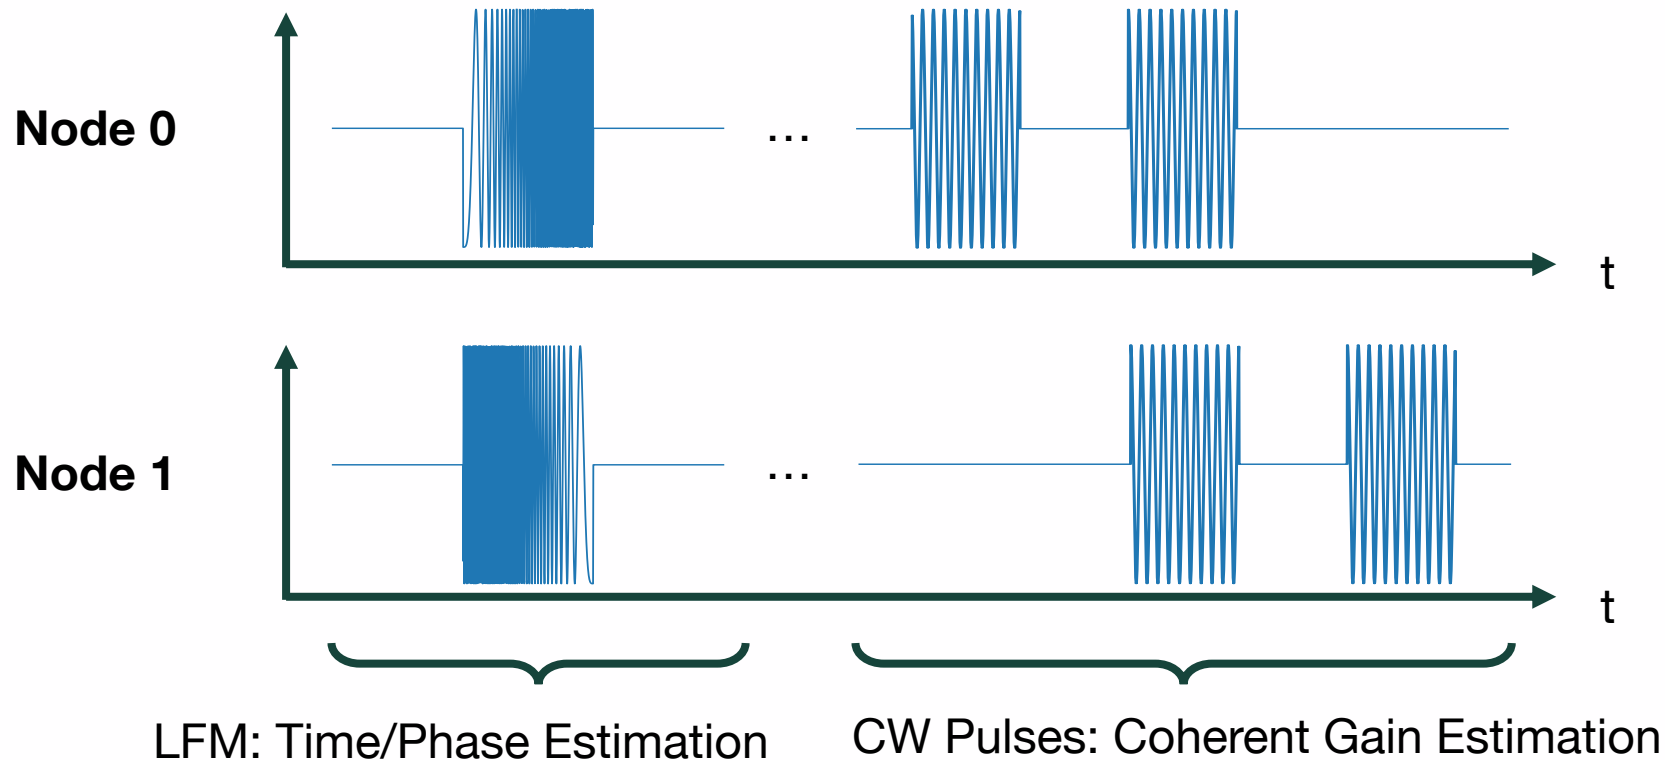 Node 0
...
t
Node 1
...
t
LFM: Time/Phase Estimation
CW Pulses: Coherent Gain Estimation